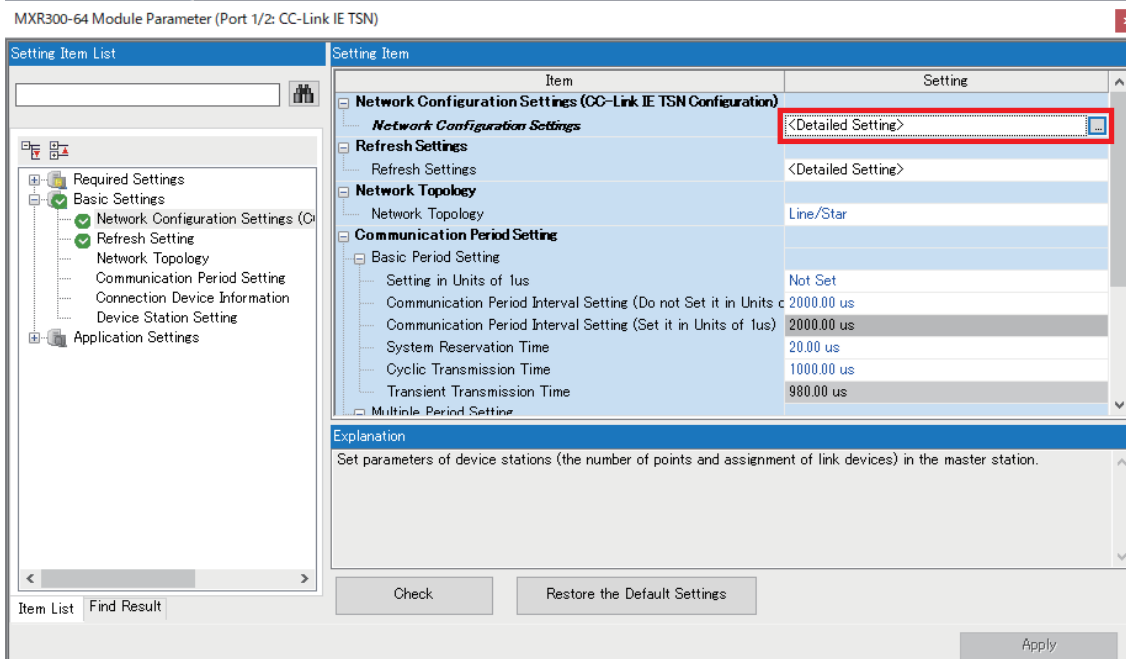 MXR300-64 Module Parameter (Port 1/2: CC-Link IE TSN)
Setting Item List
Required Settings
Basic Settings
Network Configuration Settings (C
Refresh Setting
Network Topology
Communication Period Setting
Connection Device Information
Device Station Setting
Application Settings
Item List Find Result
Setting Item
Item Setting
Network Configuration Settings (CC-Link IE TSN Configuration)
Network Configuration Settings <Detailed Setting> ...
Refresh Settings
Refresh Settings <Detailed Setting>
Network Topology
Network Topology Line/Star
Communication Period Setting
Basic Period Setting
Setting in Units of 1us Not Set
Communication Period Interval Setting (Do not Set it in Units o 2000.00 us
Communication Period Interval Setting (Set it in Units of 1us) 2000.00 us
System Reservation Time 20.00 us
Cyclic Transmission Time 1000.00 us
Transient Transmission Time 980.00 us
Multiple Period Setting
Explanation
Set parameters of device stations (the number of points and assignment of link devices) in the master station.
Check Restore the Default Settings
Apply